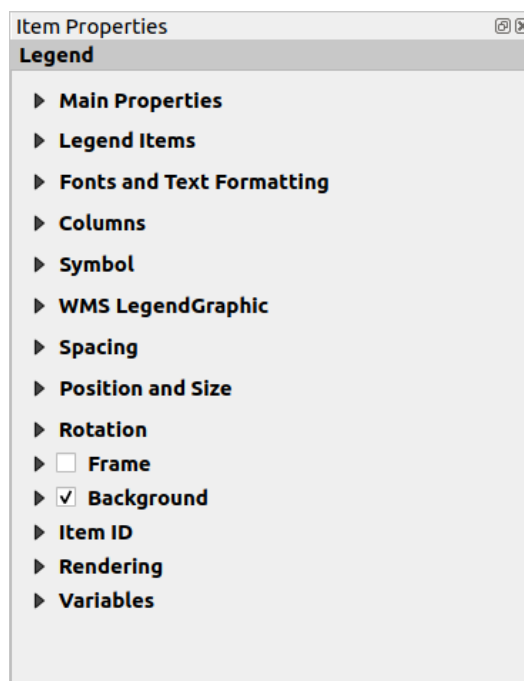 Item Properties
Legend
Main Properties
Legend Items
Fonts and Text Formatting
Columns
Symbol
WMS LegendGraphic
Spacing
Position and Size
Rotation
Frame
Background
Item ID
Rendering
Variables